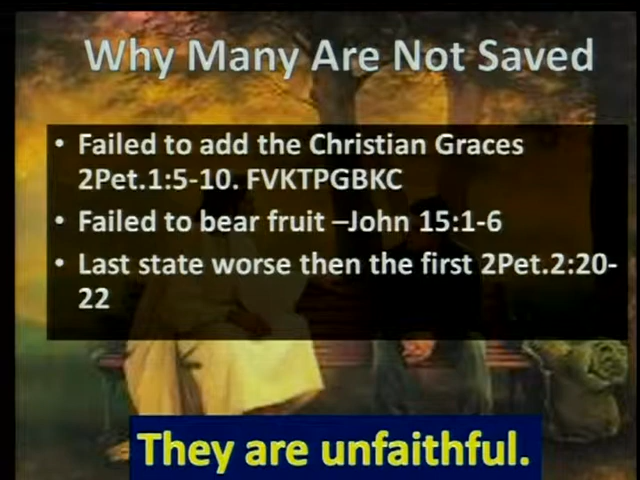 Why Many Are Not Saved
• Failed to add the Christian Graces
2Pet.1:5-10. FVKTPGBKC
• Failed to bear fruit –John 15:1-6
• Last state worse then the first 2Pet.2:20-
22
They are unfaithful.